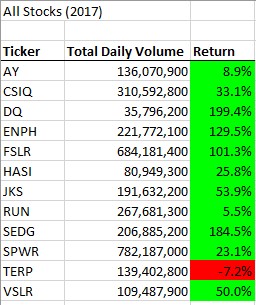 All Stocks (2017)
Ticker Total Daily Volume Return
AY 136,070,900 8.9%
CSIQ 310,592,800 33.1%
DQ 35,796,200 199.4%
ENPH 221,772,100 129.5%
FSLR 684,181,400 101.3%
HASI 80,949,300 25.8%
JKS 191,632,200 53.9%
RUN 267,681,300 5.5%
SEDG 206,885,200 184.5%
SPWR 782,187,000 23.1%
TERP 139,402,800 -7.2%
VSLR 109,487,900 50.0%